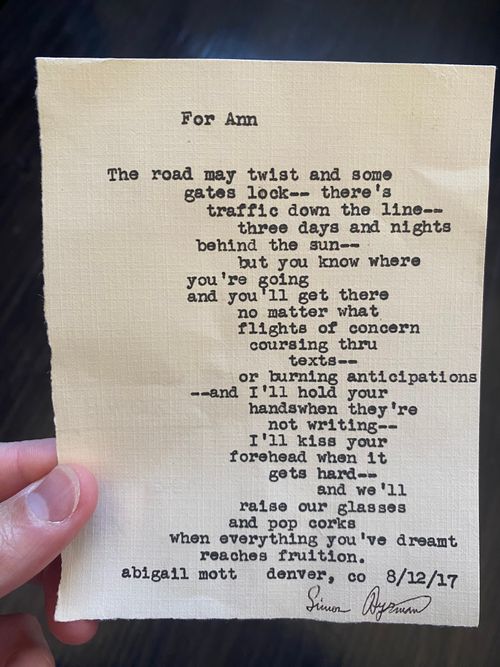 For Ann
The road may twist and some
gates lock-- there's
traffic down the line--
three days and nights
behind the sun--
but you know where
you're going
and you'll get there
no matter what
flights of concern
coursing thru
texts--
or burning anticipations
--and I'll hold your
handswhen they're
not writing--
I'll kiss your
forehead when it
gets hard--
and we'll
raise our glasses
and pop corks
when everything you've dreamt
reaches fruition.
abigail mott denver, co 8/12/17
Simon